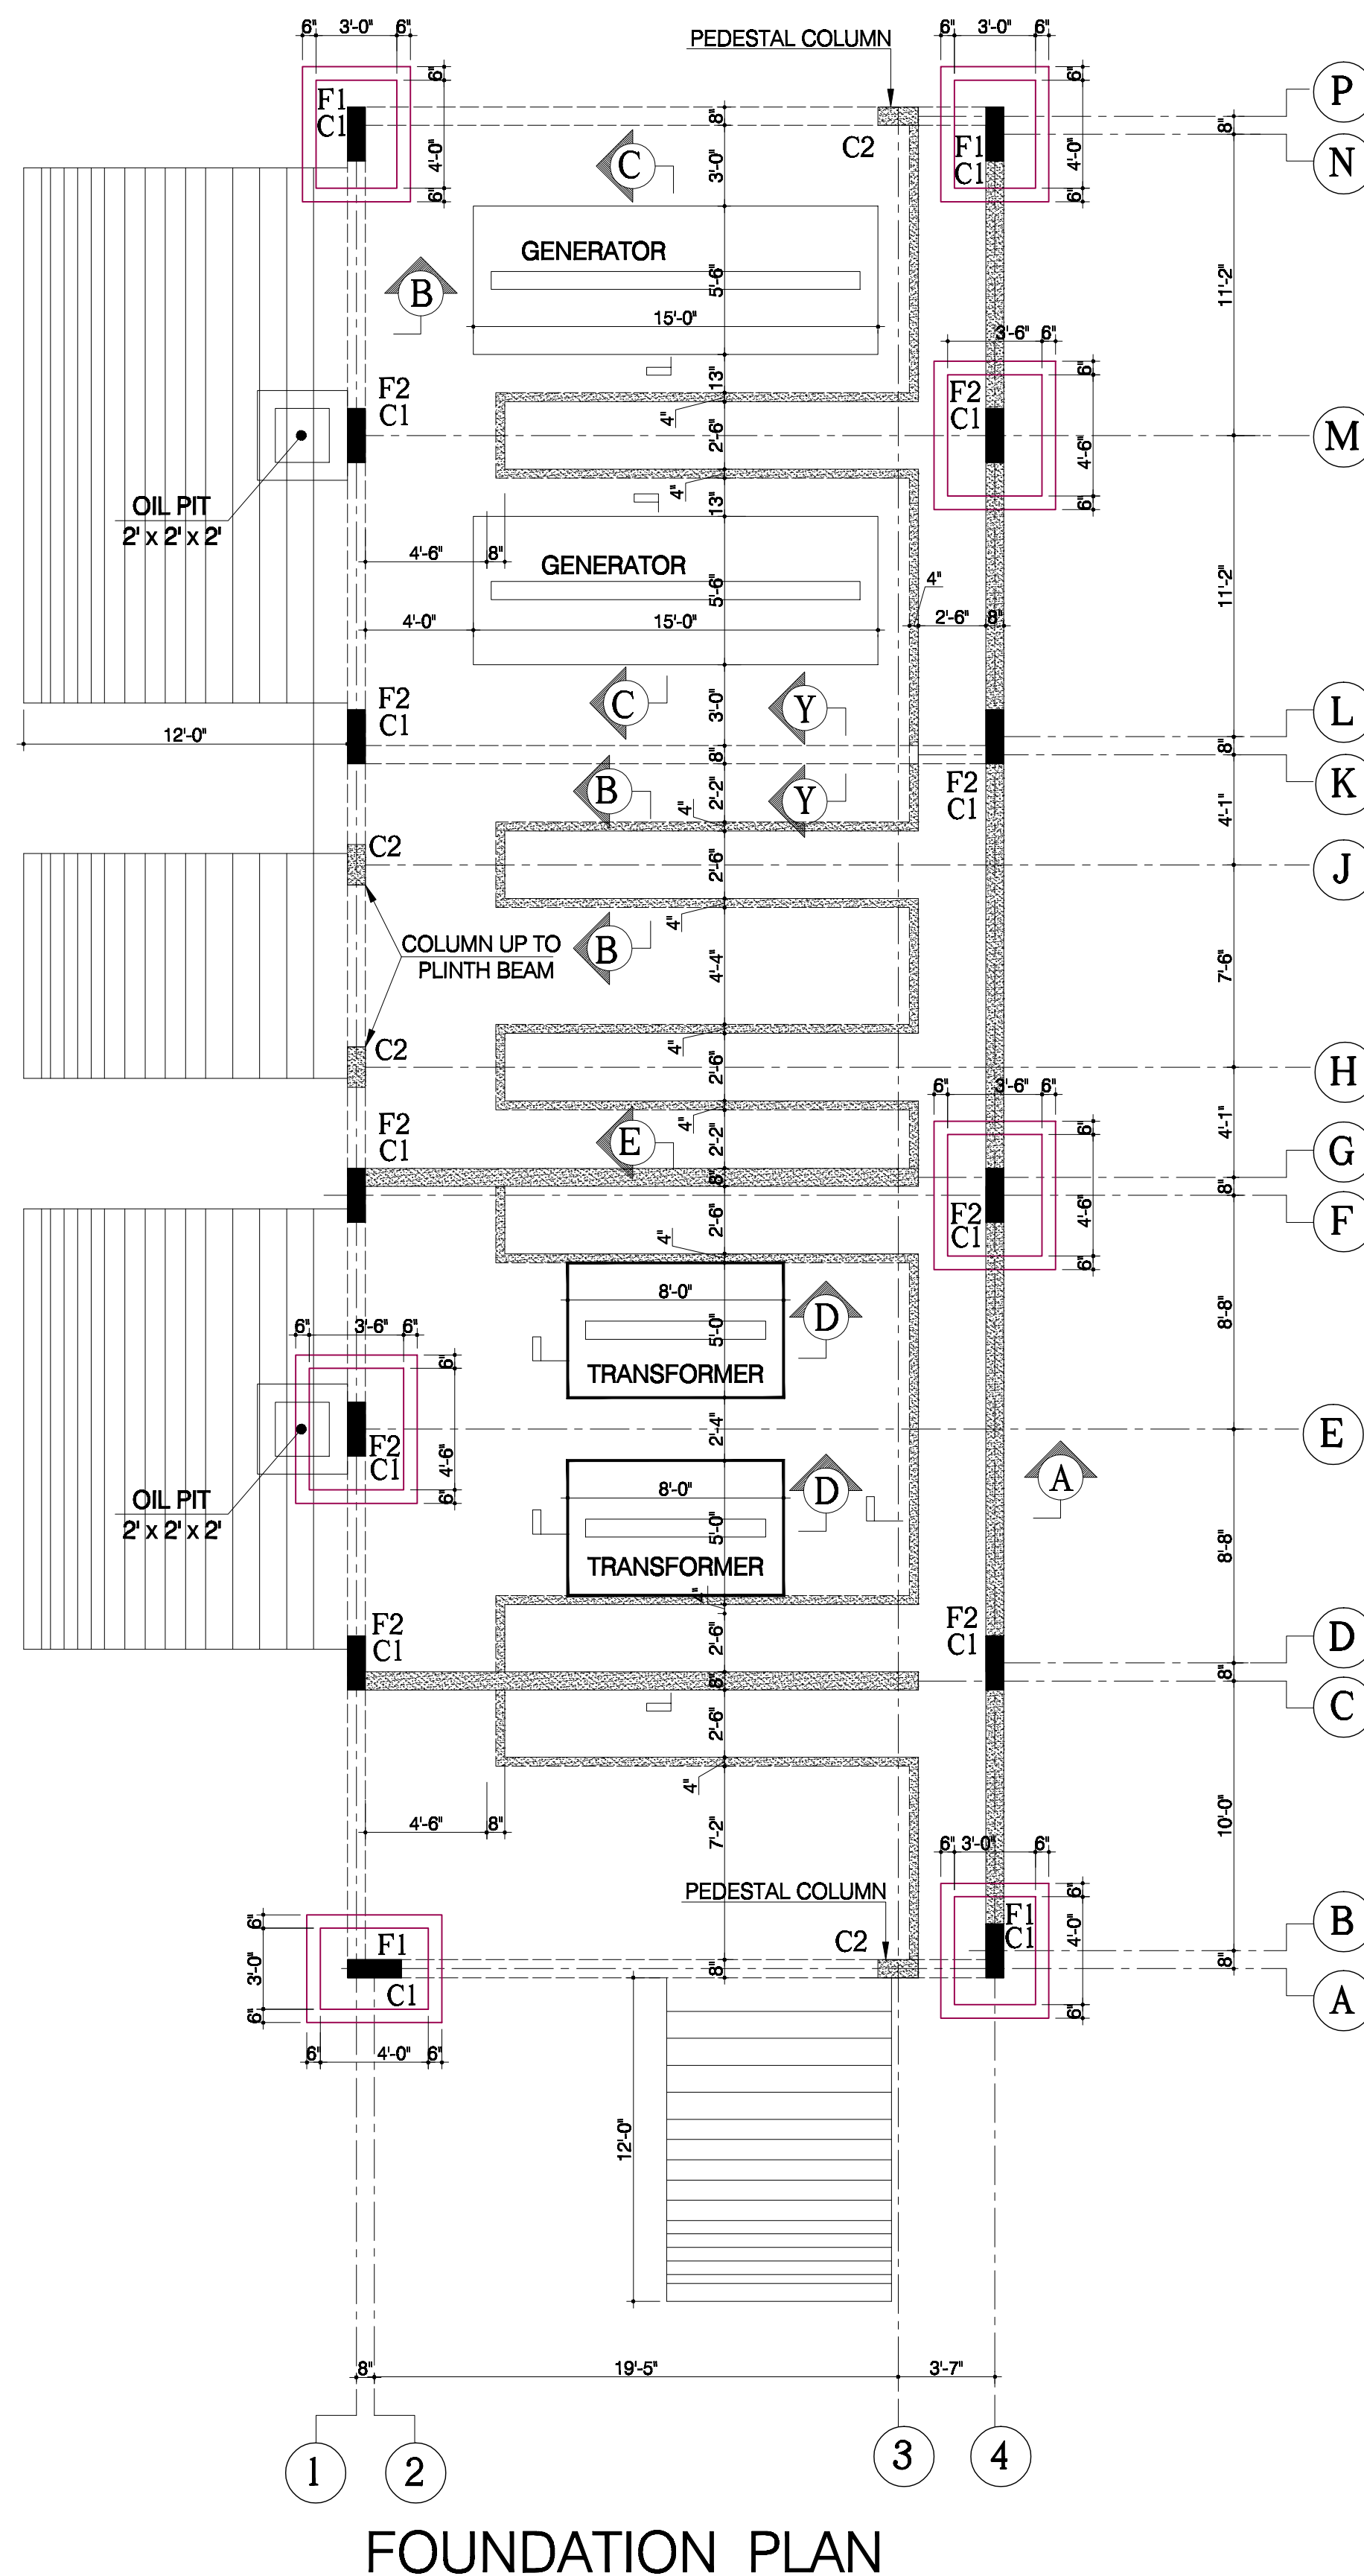 6" 3'-0" 6"
PEDESTAL COLUMN
6" 3'-0" 6"
6"
6"
P
F1
C1
8"
8"
4'-0"
C2
F1
C1
4'-0"
N
C
3'-0"
6"
6"
GENERATOR
B
5'-6"
11'-2"
15'-0"
3'-6" 6"
6"
13"
F2
C1
4"
F2
C1
2'-6"
4'-6"
M
4"
OIL PIT
2' x 2' x 2'
13"
6"
4'-6" 8"
GENERATOR
5'-6"
4"
11'-2"
4'-0"
15'-0"
2'-6" 8"
F2
C1
C
3'-0"
Y
L
12'-0"
8"
8"
B
2'-2"
Y
F2
C1
K
4"
4'-1"
C2
2'-6"
J
4"
COLUMN UP TO
PLINTH BEAM
B
4'-4"
7'-6"
C2
4"
2'-6"
H
6" 3'-6" 6"
F2
C1
4"
E
2'-2"
6"
4'-1"
G
8"
8"
F2
C1
4'-6"
F
2'-6"
4"
6"
8'-0"
D
5'-0"
8'-8"
6" 3'-6" 6"
6"
TRANSFORMER
2'-4"
E
F2
C1
4'-6"
A
OIL PIT
2' x 2' x 2'
6"
8'-0"
D
5'-0"
8'-8"
TRANSFORMER
4"
F2
C1
F2
C1
2'-6"
D
8"
8"
C
2'-6"
4"
4'-6" 8"
7'-2"
10'-0"
6" 3'-0" 6"
6"
PEDESTAL COLUMN
6"
F1
C1
4'-0"
B
F1
C2
3'-0"
8"
8"
C1
A
6"
6"
6" 4'-0" 6"
12'-0"
8" 19'-5" 3'-7"
1 2 3 4
FOUNDATION PLAN